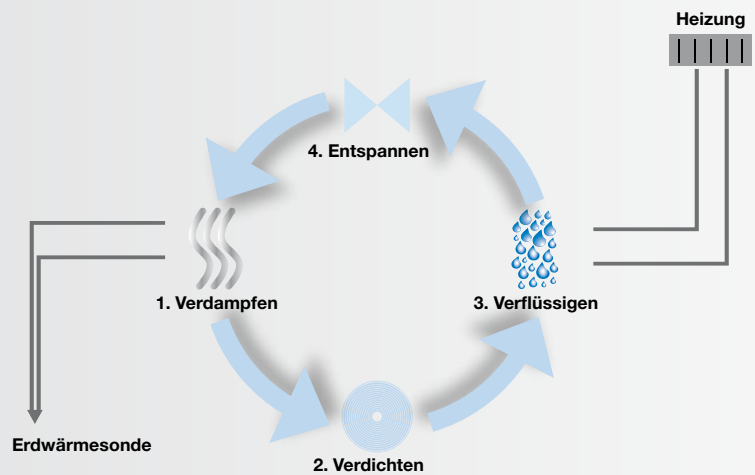 Heizung
4. Entspannen
1. Verdampfen
3. Verflüssigen
Erdwärmesonde
2. Verdichten